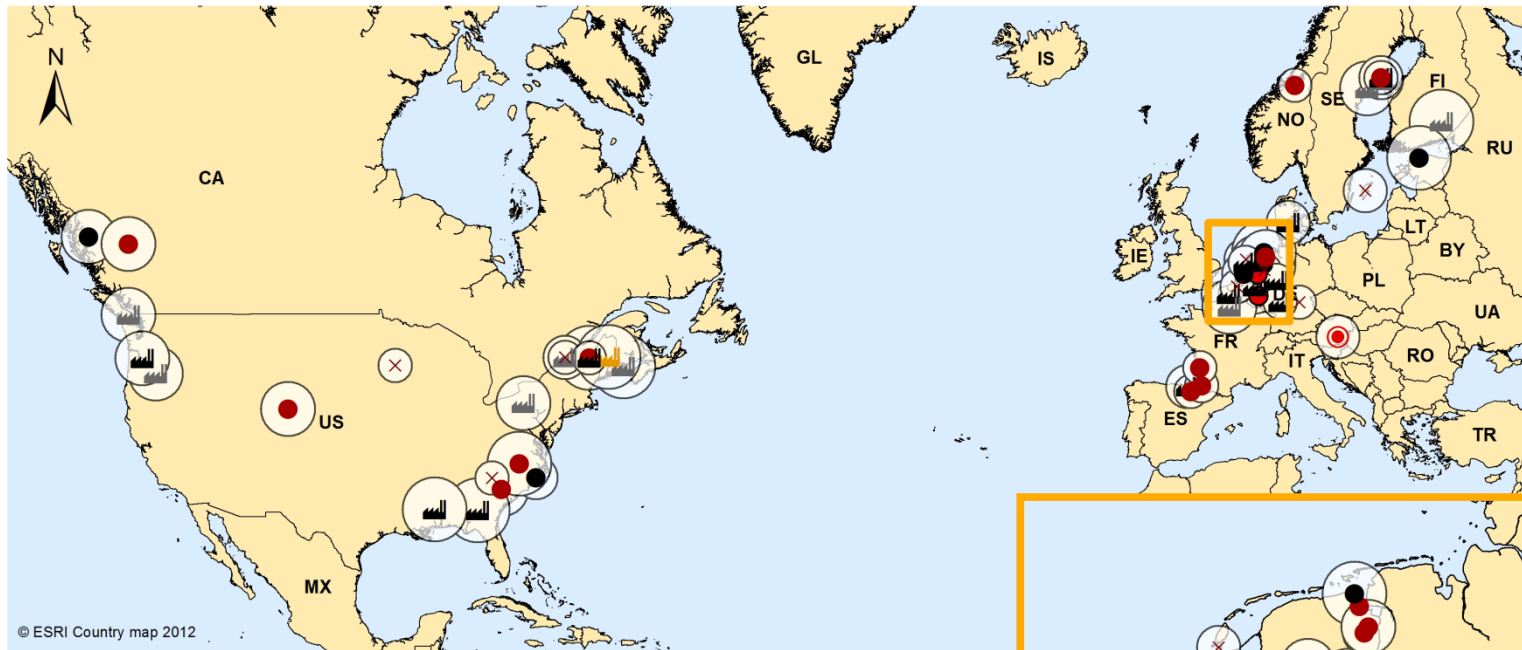 N
CA
GL
IS
NO
SE
FI
RU
LT
BY
IE
PL
UA
FR
IT
RO
US
ES
TR
MX
© ESRI Country map 2012